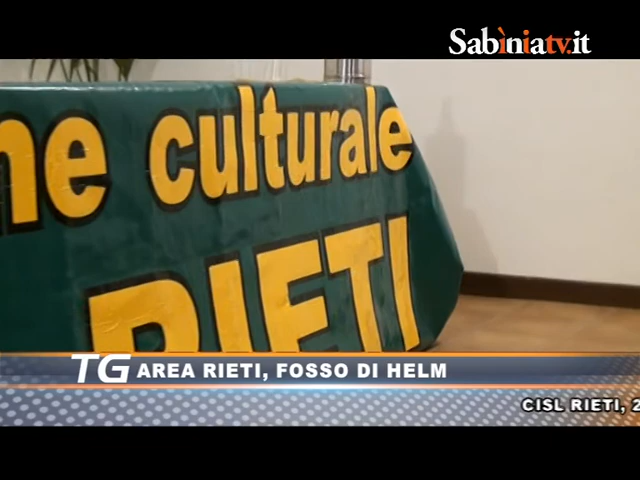 Sabìniatv.it
ne culturale
RIETI
TG AREA RIETI, FOSSO DI HELM
CISL RIETI, 2